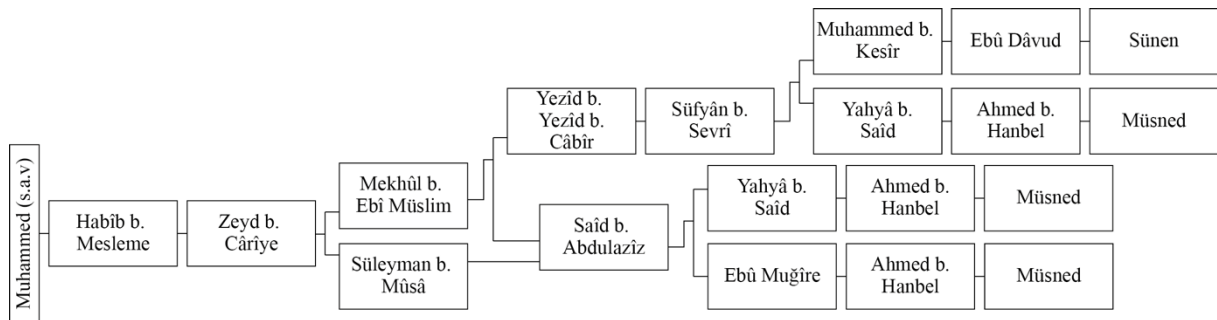 Muhammed (s.a.v)
Habîb b.
Mesleme
Zeyd b.
Cârîye
Mekhûl b.
Ebî Müslim
Süleyman b.
Mûsâ
Yezîd b.
Yezîd b.
Câbîr
Süfyân b.
Sevrî
Muhammed b.
Kesîr
Ebû Dâvud
Sünen
Yahyâ b.
Saîd
Ahmed b.
Hanbel
Müsned
Saîd b.
Abdulazîz
Yahyâ b.
Saîd
Ahmed b.
Hanbel
Müsned
Ebû Muğîre
Ahmed b.
Hanbel
Müsned